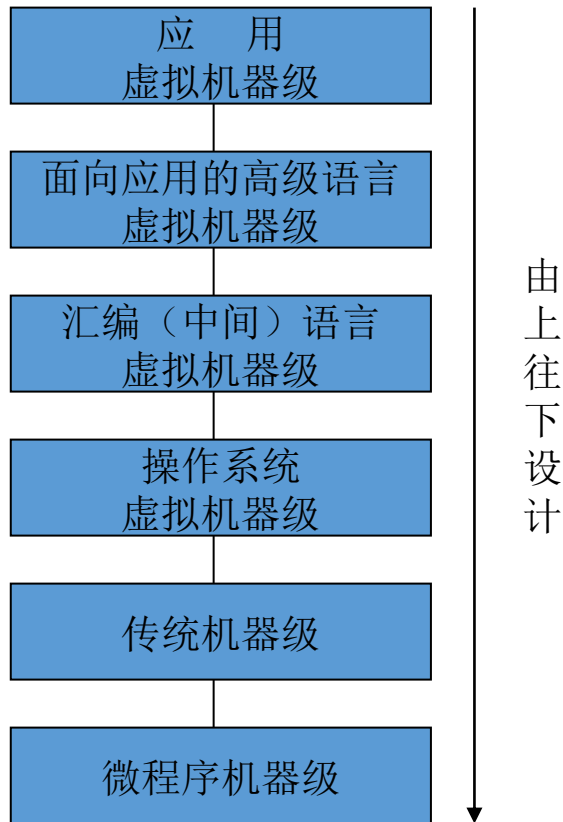 应 用
虚拟机器级
面向应用的高级语言
虚拟机器级
汇编（中间）语言
虚拟机器级
操作系统
虚拟机器级
传统机器级
微程序机器级
由
上
往
下
设
计